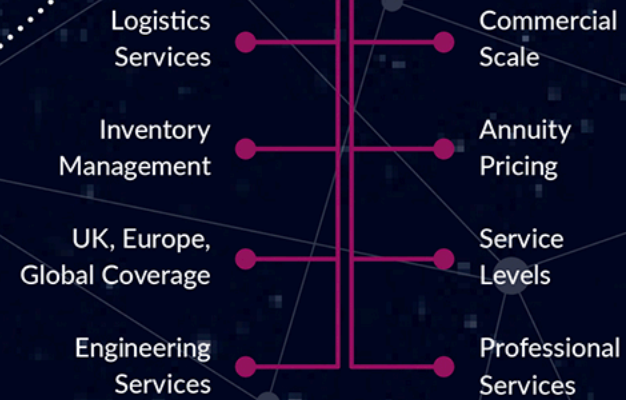 Logistics
Services
Commercial
Scale
Inventory
Management
Annuity
Pricing
UK, Europe,
Global Coverage
Service
Levels
Engineering
Services
Professional
Services